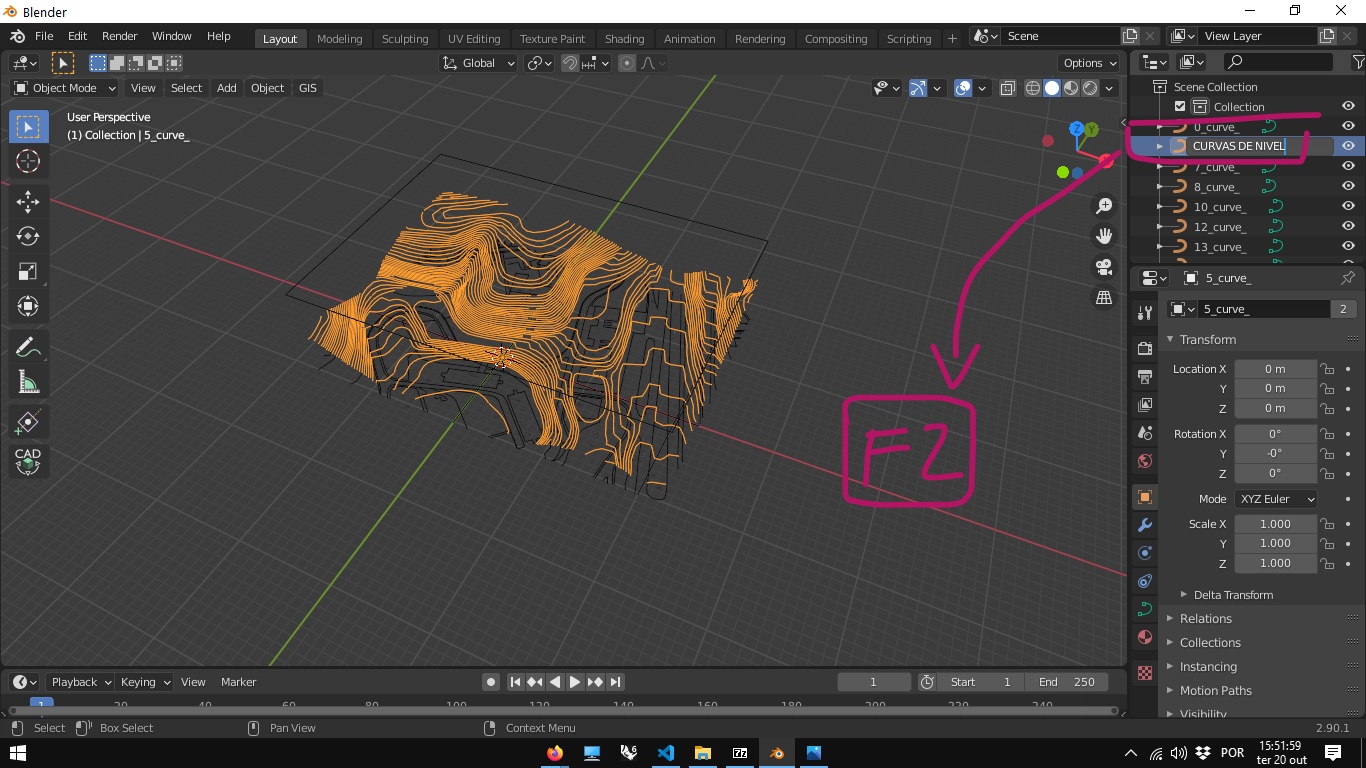 Blender
File Edit Render Window Help
Layout Modeling Sculpting UV Editing Texture Paint Shading Animation Rendering Compositing Scripting +
Scene
View Layer
Global
Options
Object Mode View Select Add Object GIS
User Perspective
(1) Collection | 5_curve_
Z Y
CAD
F2
Scene Collection
Collection
0_curve_
CURVAS DE NIVEL
7_curve_
8_curve_
10_curve_
12_curve_
13_curve_
5_curve_
5_curve_ 2
Transform
Location X 0 m
Y 0 m
Z 0 m
Rotation X 0°
Y -0°
Z 0°
Mode XYZ Euler
Scale X 1.000
Y 1.000
Z 1.000
Delta Transform
Relations
Collections
Instancing
Motion Paths
Visibility
Playback Keying View Marker
1 Start 1 End 250
1 20 40 60 80 100 120 140 160 180 200 220 240
Select Box Select Pan View Context Menu 2.90.1
POR
15:51:59
ter 20 out